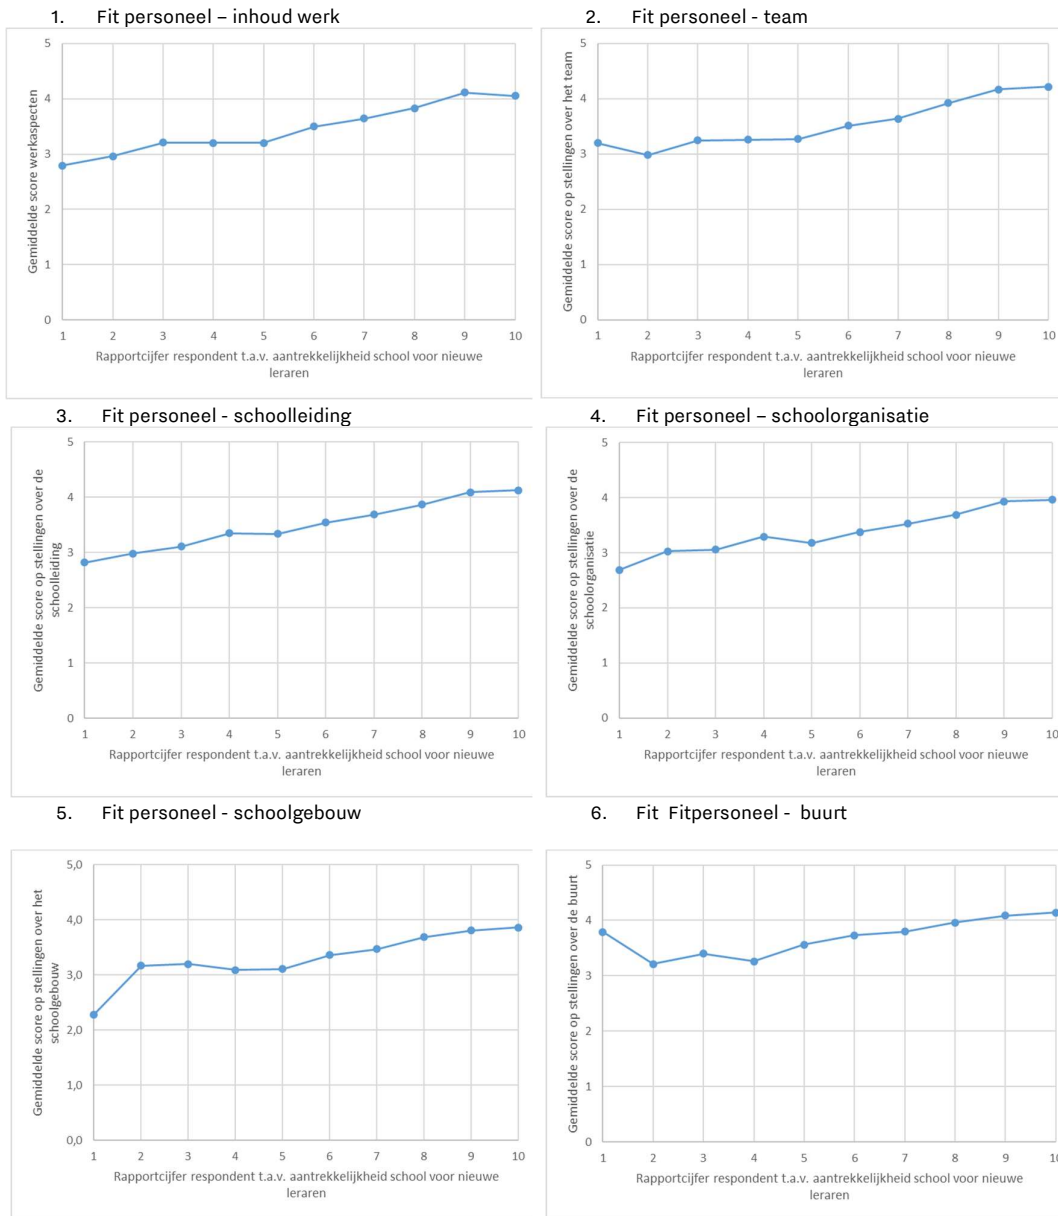 1. Fit personeel – inhoud werk
5
4
3
2
1
0
Gemiddelde score werkaspecten
1 2 3 4 5 6 7 8 9 10
Rapportcijfer respondent t.a.v. aantrekkelijkheid school voor nieuwe
leraren
2. Fit personeel - team
5
4
3
2
1
0
Gemiddelde score op stellingen over het team
1 2 3 4 5 6 7 8 9 10
Rapportcijfer respondent t.a.v. aantrekkelijkheid school voor nieuwe
leraren
3. Fit personeel - schoolleiding
5
4
3
2
1
0
Gemiddelde score op stellingen over de
schoolleiding
1 2 3 4 5 6 7 8 9 10
Rapportcijfer respondent t.a.v. aantrekkelijkheid school voor nieuwe
leraren
4. Fit personeel – schoolorganisatie
5
4
3
2
1
0
Gemiddelde score op stellingen over de
schoolorganisatie
1 2 3 4 5 6 7 8 9 10
Rapportcijfer respondent t.a.v. aantrekkelijkheid school voor nieuwe
leraren
5. Fit personeel - schoolgebouw
5,0
4,0
3,0
2,0
1,0
0,0
Gemiddelde score op stellingen over het
schoolgebouw
1 2 3 4 5 6 7 8 9 10
Rapportcijfer respondent t.a.v. aantrekkelijkheid school voor nieuwe
leraren
6. Fit Fitpersoneel - buurt
5
4
3
2
1
0
Gemiddelde score op stellingen over de buurt
1 2 3 4 5 6 7 8 9 10
Rapportcijfer respondent t.a.v. aantrekkelijkheid school voor nieuwe
leraren